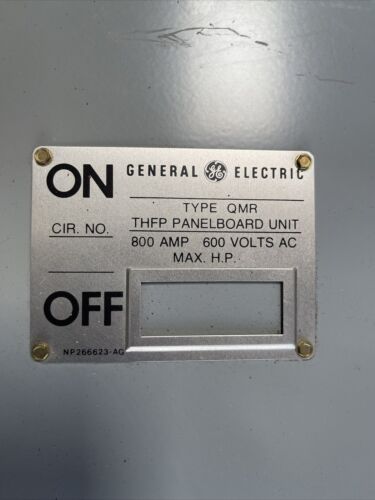 ON
GENERAL GE ELECTRIC
TYPE QMR
CIR. NO.
THFP PANELBOARD UNIT
800 AMP 600 VOLTS AC
MAX. H.P.
OFF
NP266623-AG